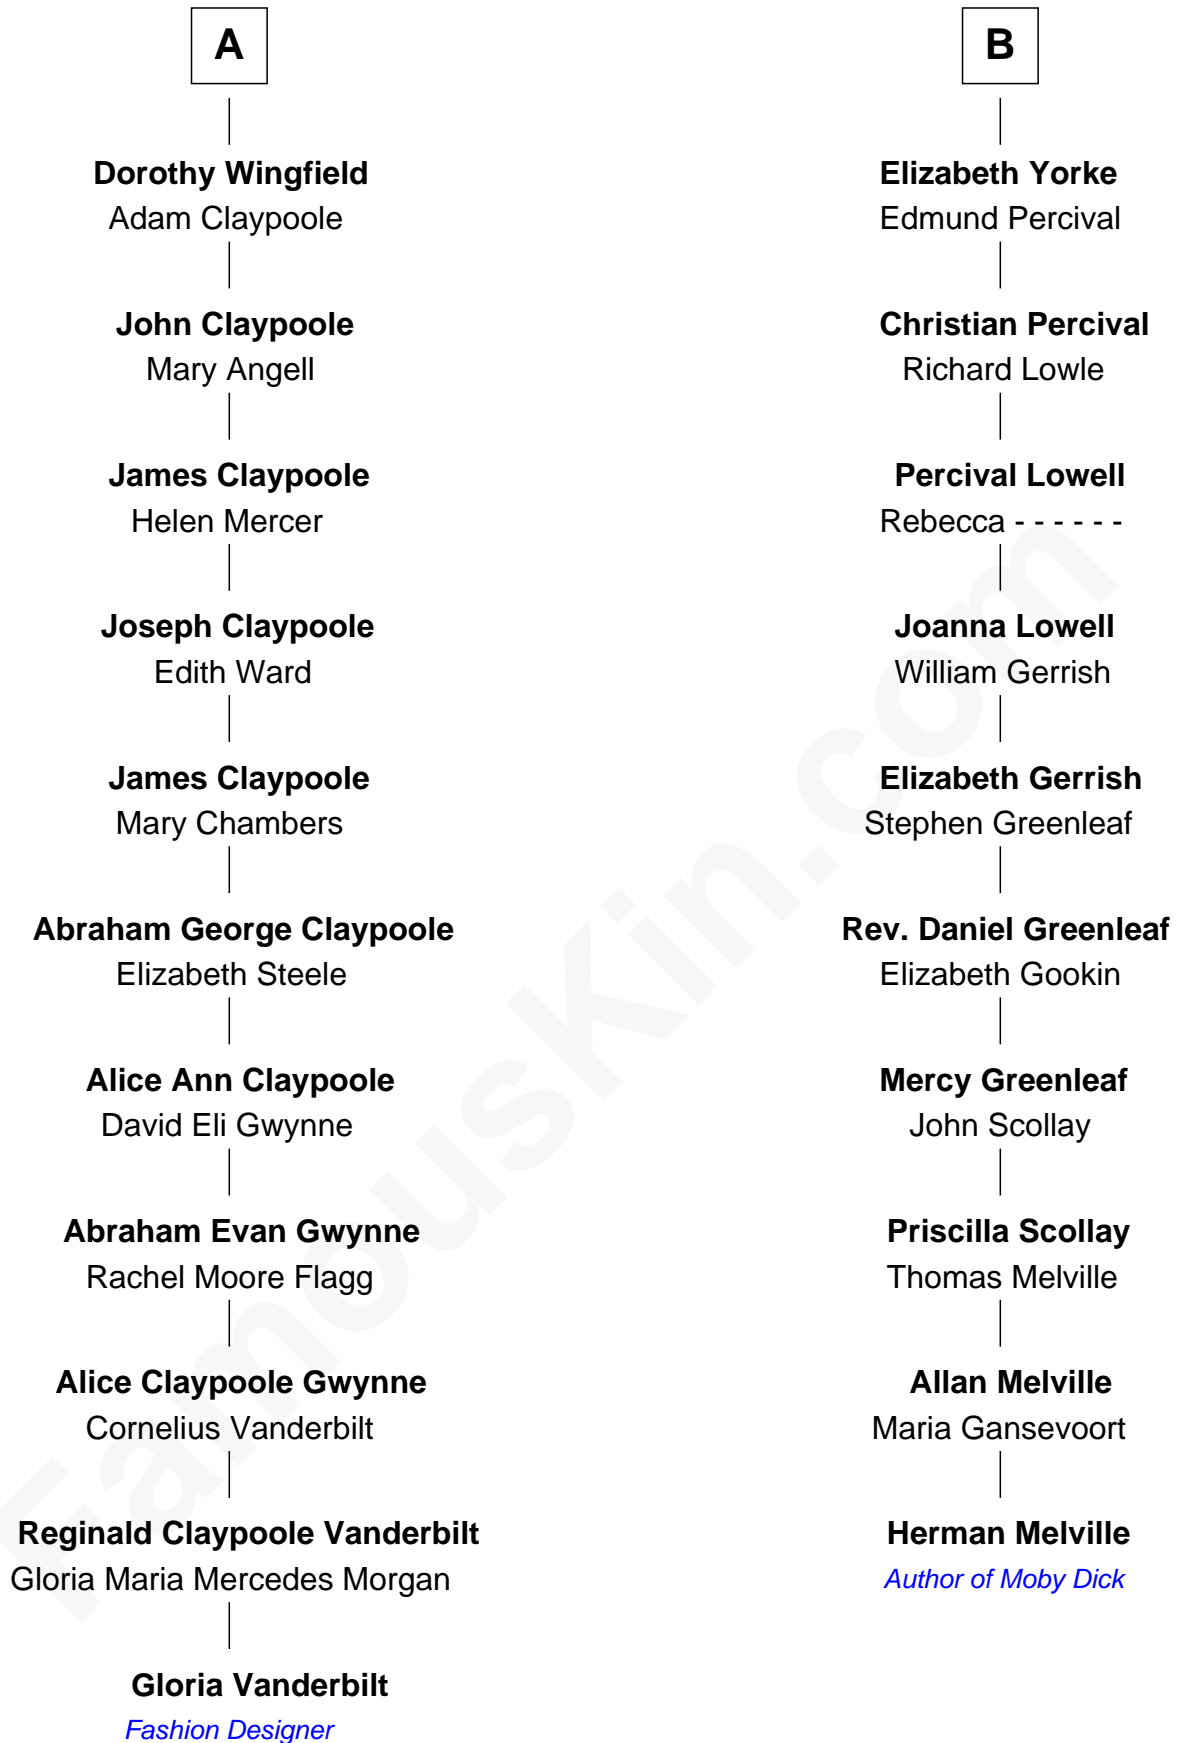 A
Dorothy Wingfield
Adam Claypoole
John Claypoole
Mary Angell
James Claypoole
Helen Mercer
Joseph Claypoole
Edith Ward
James Claypoole
Mary Chambers
Abraham George Claypoole
Elizabeth Steele
Alice Ann Claypoole
David Eli Gwynne
Abraham Evan Gwynne
Rachel Moore Flagg
Alice Claypoole Gwynne
Cornelius Vanderbilt
Reginald Claypoole Vanderbilt
Gloria Maria Mercedes Morgan
Gloria Vanderbilt
Fashion Designer
B
Elizabeth Yorke
Edmund Percival
Christian Percival
Richard Lowle
Percival Lowell
Rebecca - - - - - -
Joanna Lowell
William Gerrish
Elizabeth Gerrish
Stephen Greenleaf
Rev. Daniel Greenleaf
Elizabeth Gookin
Mercy Greenleaf
John Scollay
Priscilla Scollay
Thomas Melville
Allan Melville
Maria Gansevoort
Herman Melville
Author of Moby Dick
FamousKin.com